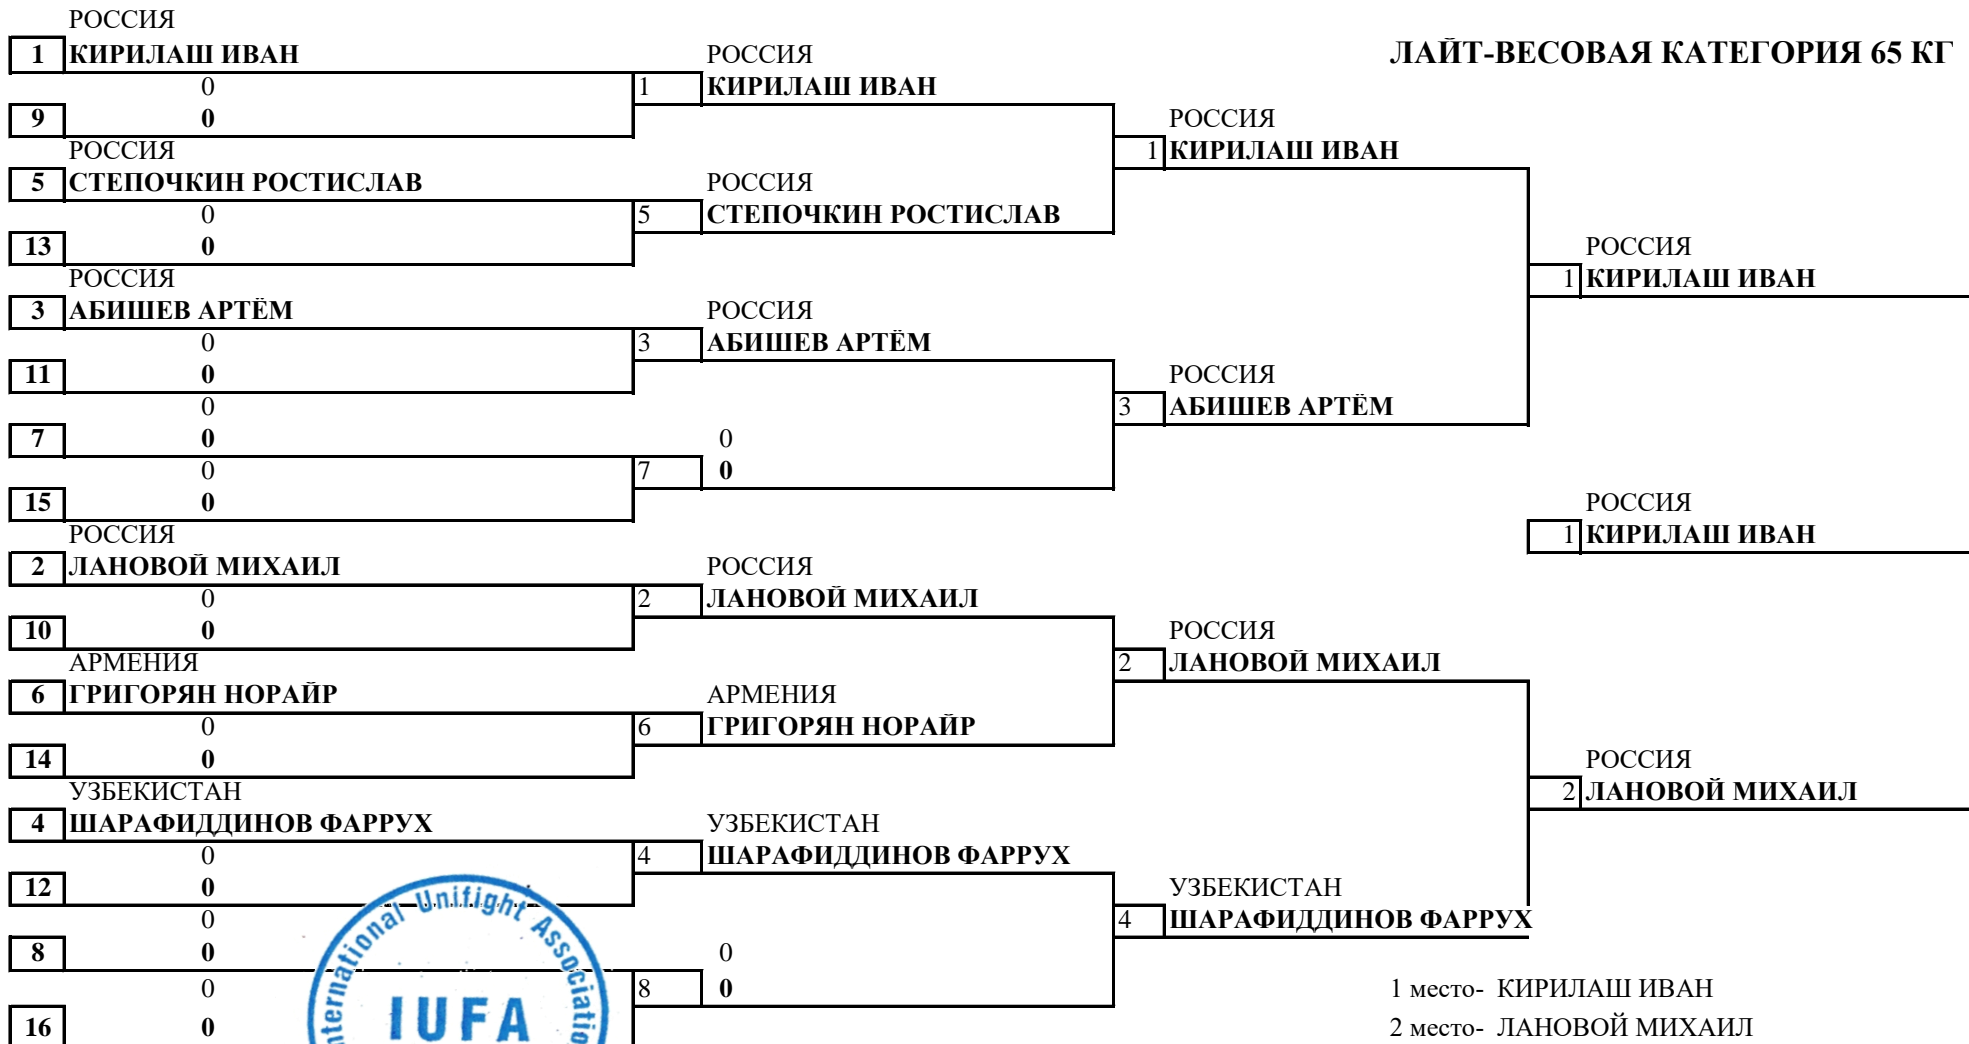 РОССИЯ
1 КИРИЛАШ ИВАН
РОССИЯ
ЛАЙТ-ВЕСОВАЯ КАТЕГОРИЯ 65 КГ
0
1 КИРИЛАШ ИВАН
9 0
РОССИЯ
РОССИЯ
1 КИРИЛАШ ИВАН
5 СТЕПОЧКИН РОСТИСЛАВ
РОССИЯ
0
5 СТЕПОЧКИН РОСТИСЛАВ
13 0
РОССИЯ
РОССИЯ
1 КИРИЛАШ ИВАН
3 АБИШЕВ АРТЁМ
РОССИЯ
0
3 АБИШЕВ АРТЁМ
11 0
РОССИЯ
0
3 АБИШЕВ АРТЁМ
7 0
0
0
7 0
15 0
РОССИЯ
РОССИЯ
1 КИРИЛАШ ИВАН
2 ЛАНОВОЙ МИХАИЛ
РОССИЯ
0
2 ЛАНОВОЙ МИХАИЛ
10 0
РОССИЯ
АРМЕНИЯ
2 ЛАНОВОЙ МИХАИЛ
6 ГРИГОРЯН НОРАЙР
АРМЕНИЯ
0
6 ГРИГОРЯН НОРАЙР
14 0
РОССИЯ
УЗБЕКИСТАН
2 ЛАНОВОЙ МИХАИЛ
4 ШАРАФИДДИНОВ ФАРРУХ
УЗБЕКИСТАН
0
4 ШАРАФИДДИНОВ ФАРРУХ
12 0
УЗБЕКИСТАН
0
4 ШАРАФИДДИНОВ ФАРРУХ
8 0
0
0
8 0
1 место- КИРИЛАШ ИВАН
16 0
2 место- ЛАНОВОЙ МИХАИЛ
Unifight
IUFA